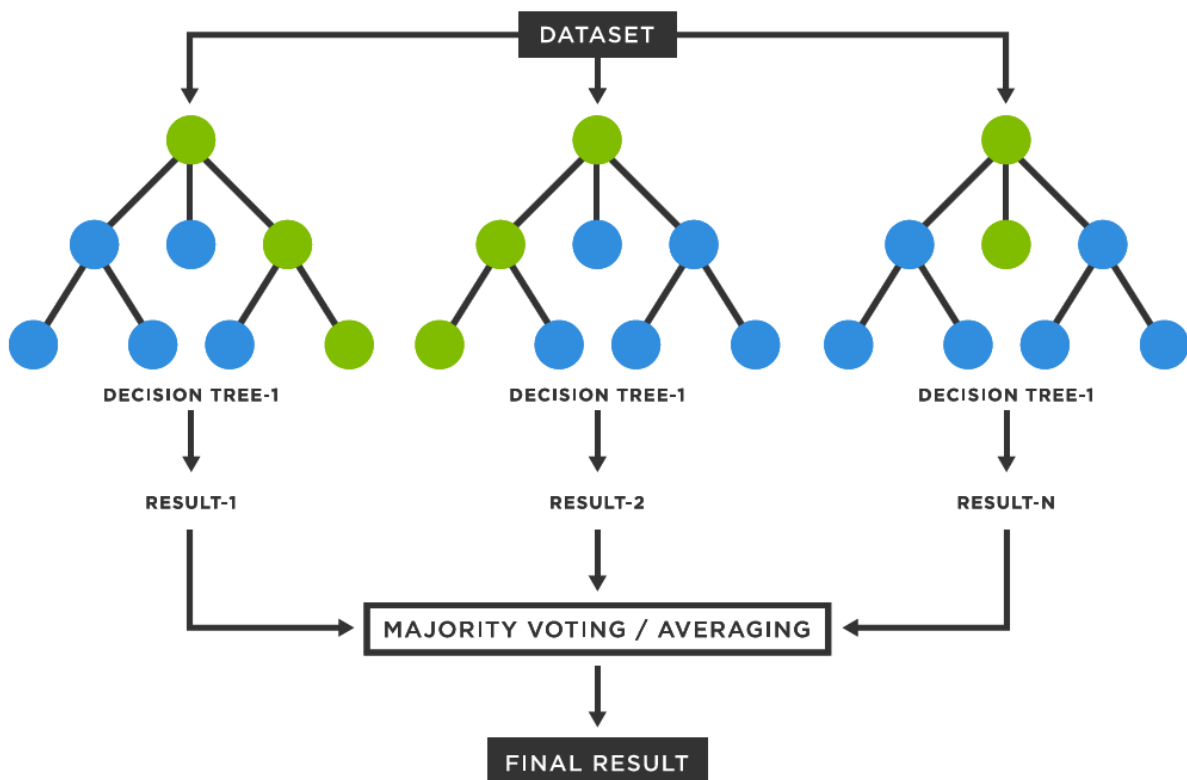 DATASET
DECISION TREE-1
DECISION TREE-1
DECISION TREE-1
RESULT-1
RESULT-2
RESULT-N
MAJORITY VOTING / AVERAGING
FINAL RESULT